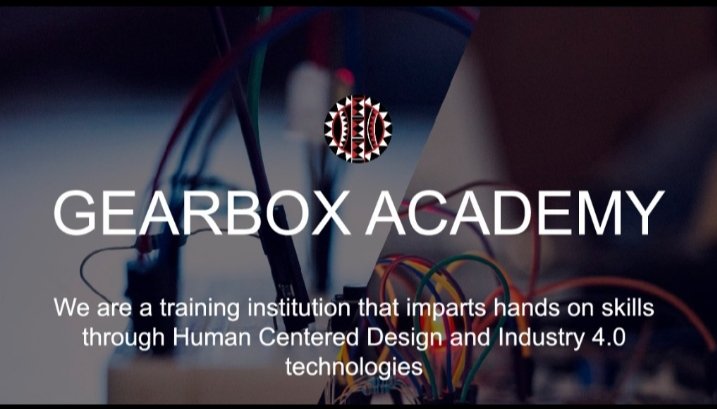 GEARBOX ACADEMY
We are a training institution that imparts hands on skills
through Human Centered Design and Industry 4.0
technologies